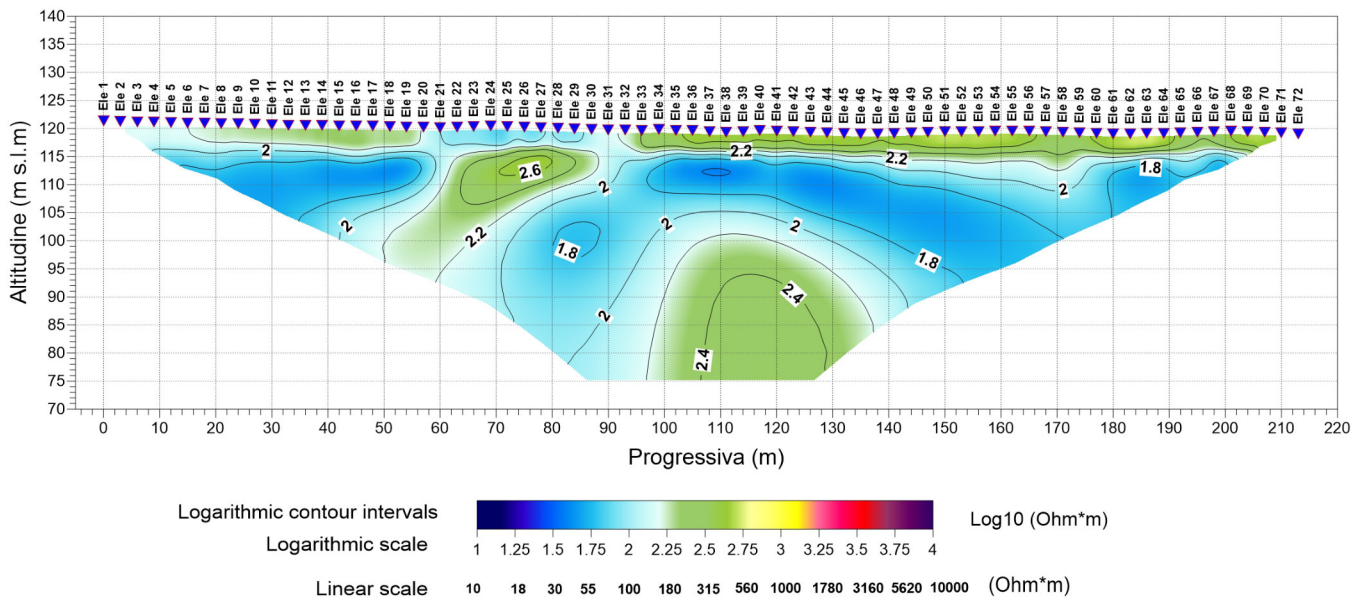 140
135
130
125
120
115
110
105
100
95
90
85
80
75
70
Altitudine (m s.l.m)
Ele 1
Ele 2
Ele 3
Ele 4
Ele 5
Ele 6
Ele 7
Ele 8
Ele 9
Ele 10
Ele 11
Ele 12
Ele 13
Ele 14
Ele 15
Ele 16
Ele 17
Ele 18
Ele 20
Ele 21
Ele 22
Ele 23
Ele 24
Ele 25
Ele 26
Ele 27
Ele 28
Ele 29
Ele 30
Ele 31
Ele 32
Ele 33
Ele 34
Ele 35
Ele 36
Ele 37
Ele 38
Ele 39
Ele 40
Ele 41
Ele 42
Ele 43
Ele 44
Ele 45
Ele 46
Ele 47
Ele 48
Ele 49
Ele 50
Ele 51
Ele 52
Ele 53
Ele 54
Ele 55
Ele 56
Ele 57
Ele 58
Ele 59
Ele 60
Ele 61
Ele 62
Ele 63
Ele 64
Ele 65
Ele 66
Ele 67
Ele 68
Ele 69
Ele 70
Ele 71
Ele 72
2
2.2
2.2
2.6
2
2
1.8
2
2.2
2
2
1.8
1.8
2.4
2
2.4
0 10 20 30 40 50 60 70 80 90 100 110 120 130 140 150 160 170 180 190 200 210 220
Progressiva (m)
Logarithmic contour intervals
Log10 (Ohm*m)
Logarithmic scale 1 1.25 1.5 1.75 2 2.25 2.5 2.75 3 3.25 3.5 3.75 4
Linear scale 10 18 30 55 100 180 315 560 1000 1780 3160 5620 10000 (Ohm*m)